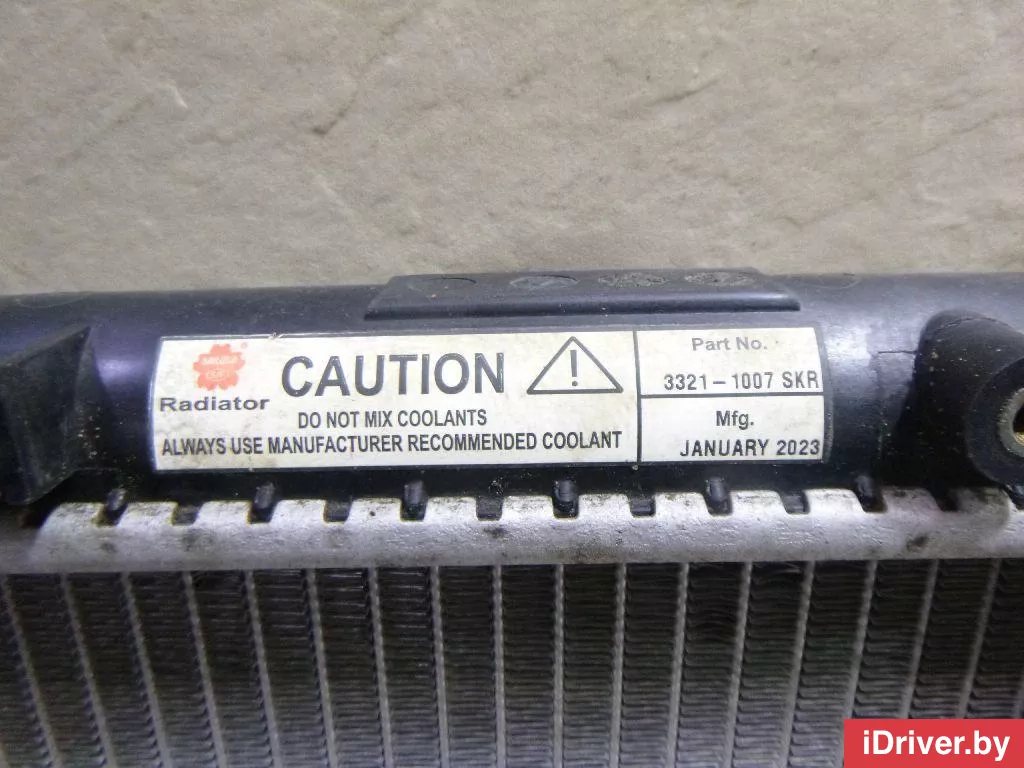 Radiator
CAUTION
DO NOT MIX COOLANTS
ALWAYS USE MANUFACTURER RECOMMENDED COOLANT
Part No.
3321-1007 SKR
Mfg.
JANUARY 2023
iDriver.by